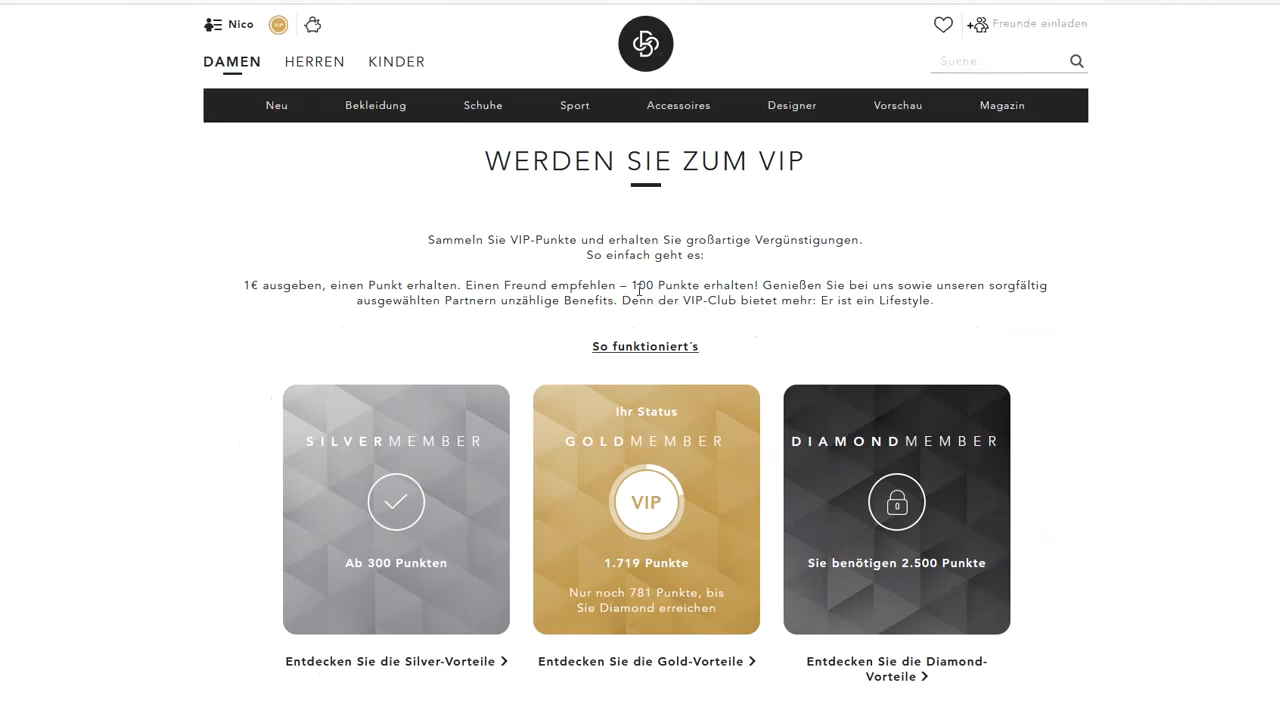 Nico
VIP
Freunde einladen
DAMEN HERREN KINDER
Suche...
Neu Bekleidung Schuhe Sport Accessoires Designer Vorschau Magazin
WERDEN SIE ZUM VIP
Sammeln Sie VIP-Punkte und erhalten Sie großartige Vergünstigungen.
So einfach geht es:
1€ ausgeben, einen Punkt erhalten. Einen Freund empfehlen – 100 Punkte erhalten! Genießen Sie bei uns sowie unseren sorgfältig
ausgewählten Partnern unzählige Benefits. Denn der VIP-Club bietet mehr: Er ist ein Lifestyle.
So funktioniert´s
SILVERMEMBER
Ab 300 Punkten
Ihr Status
GOLDMEMBER
VIP
1.719 Punkte
Nur noch 781 Punkte, bis
Sie Diamond erreichen
DIAMONDMEMBER
Sie benötigen 2.500 Punkte
Entdecken Sie die Silver-Vorteile
Entdecken Sie die Gold-Vorteile
Entdecken Sie die Diamond-
Vorteile